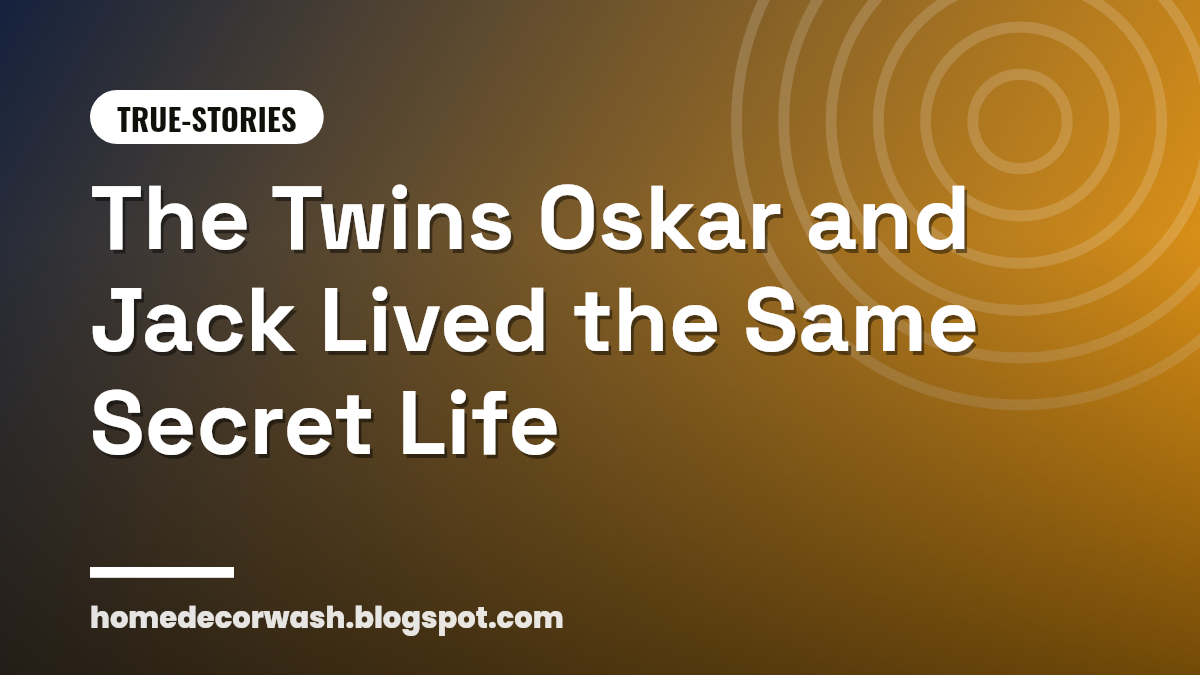 TRUE-STORIES
The Twins Oskar and
Jack Lived the Same
Secret Life
homedecorwash.blogspot.com